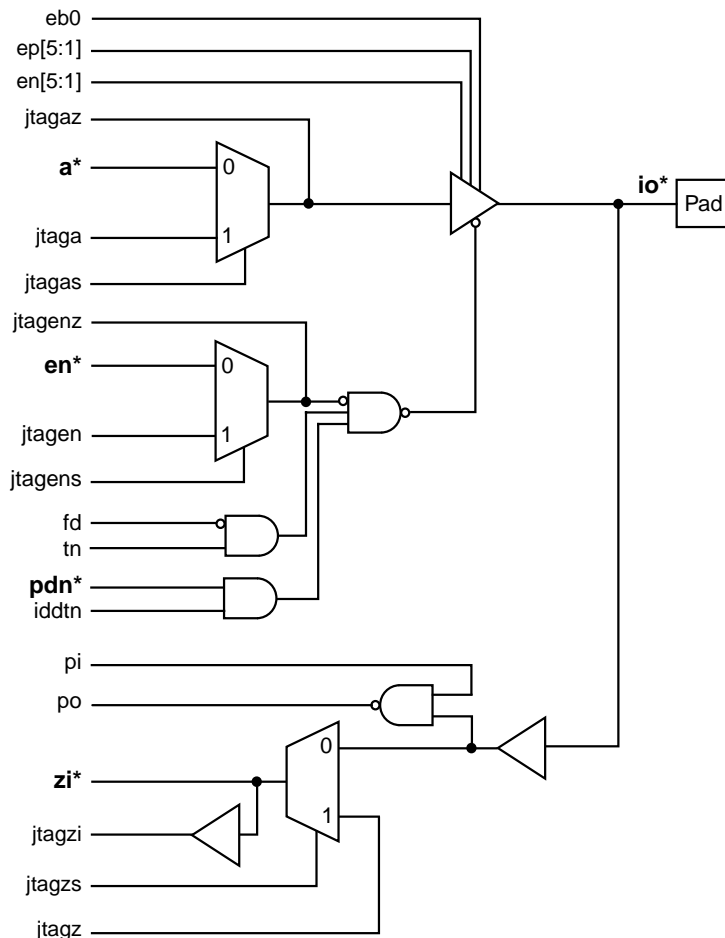 eb0
ep[5:1]
en[5:1]
jtagaz
a*
0
io*
Pad
jtaga
1
jtagas
jtagenz
en*
0
jtagen
1
jtagens
fd
tn
pdn*
iddtn
pi
po
0
zi*
1
jtagzi
jtagzs
jtagz